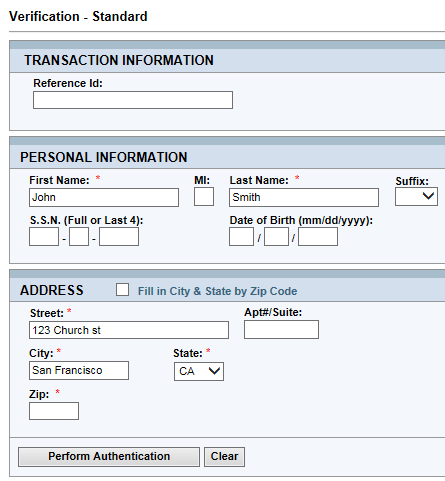 Verification - Standard
TRANSACTION INFORMATION
Reference Id:
PERSONAL INFORMATION
First Name: * MI: Last Name: * Suffix:
John Smith
S.S.N. (Full or Last 4): Date of Birth (mm/dd/yyyy):
- - / /
ADDRESS Fill in City & State by Zip Code
Street: * Apt#/Suite:
123 Church st
City: * State: *
San Francisco CA
Zip: *
Perform Authentication Clear